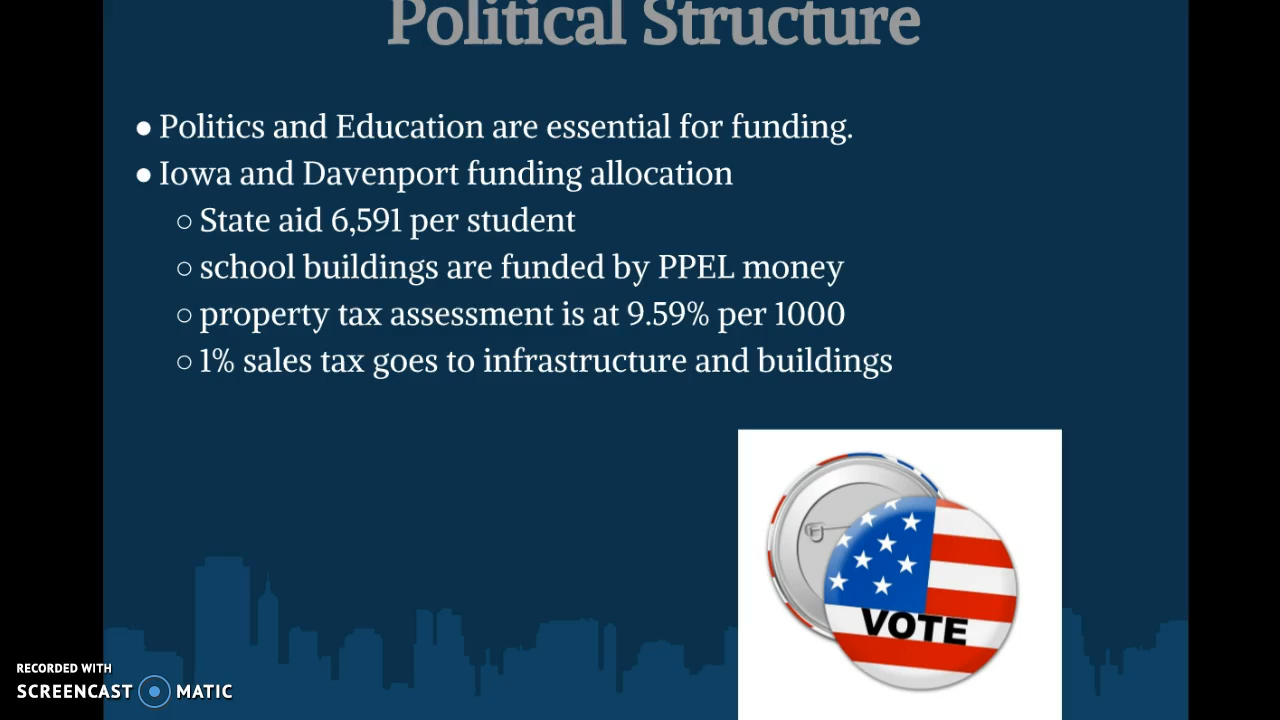 Political Structure
● Politics and Education are essential for funding.
● Iowa and Davenport funding allocation
○ State aid 6,591 per student
○ school buildings are funded by PPEL money
○ property tax assessment is at 9.59% per 1000
○ 1% sales tax goes to infrastructure and buildings
VOTE
RECORDED WITH
SCREENCAST MATIC